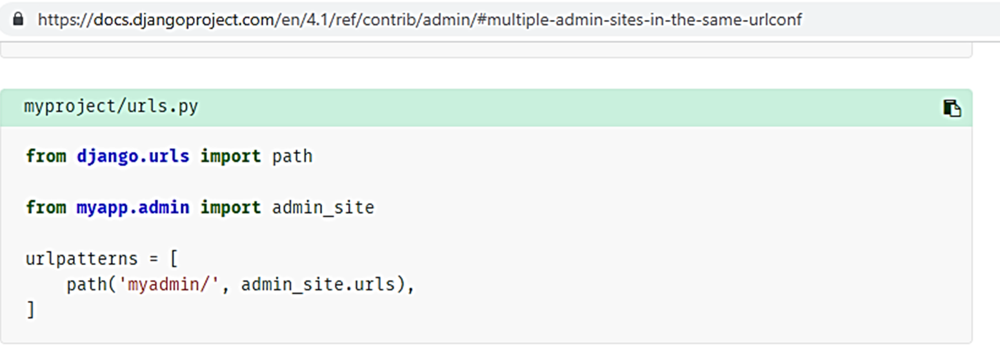 https://docs.djangoproject.com/en/4.1/ref/contrib/admin/#multiple-admin-sites-in-the-same-urlconf
myproject/urls.py
from django.urls import path
from myapp.admin import admin_site
urlpatterns = [
    path('myadmin/', admin_site.urls),
]